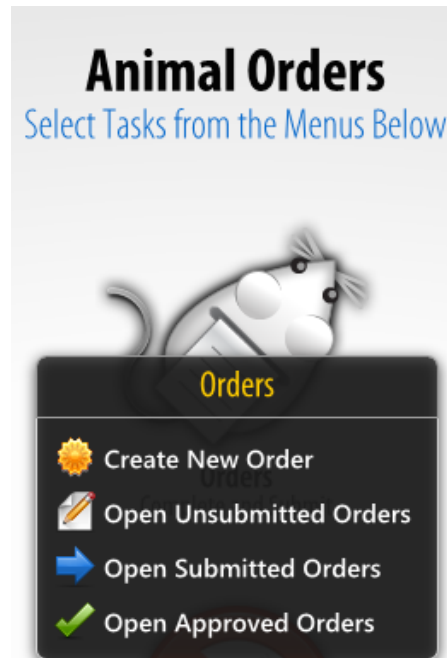 Animal Orders
Select Tasks from the Menus Below
Orders
Create New Order
Orders
Open Unsubmitted Orders
Open Submitted Orders
Open Approved Orders